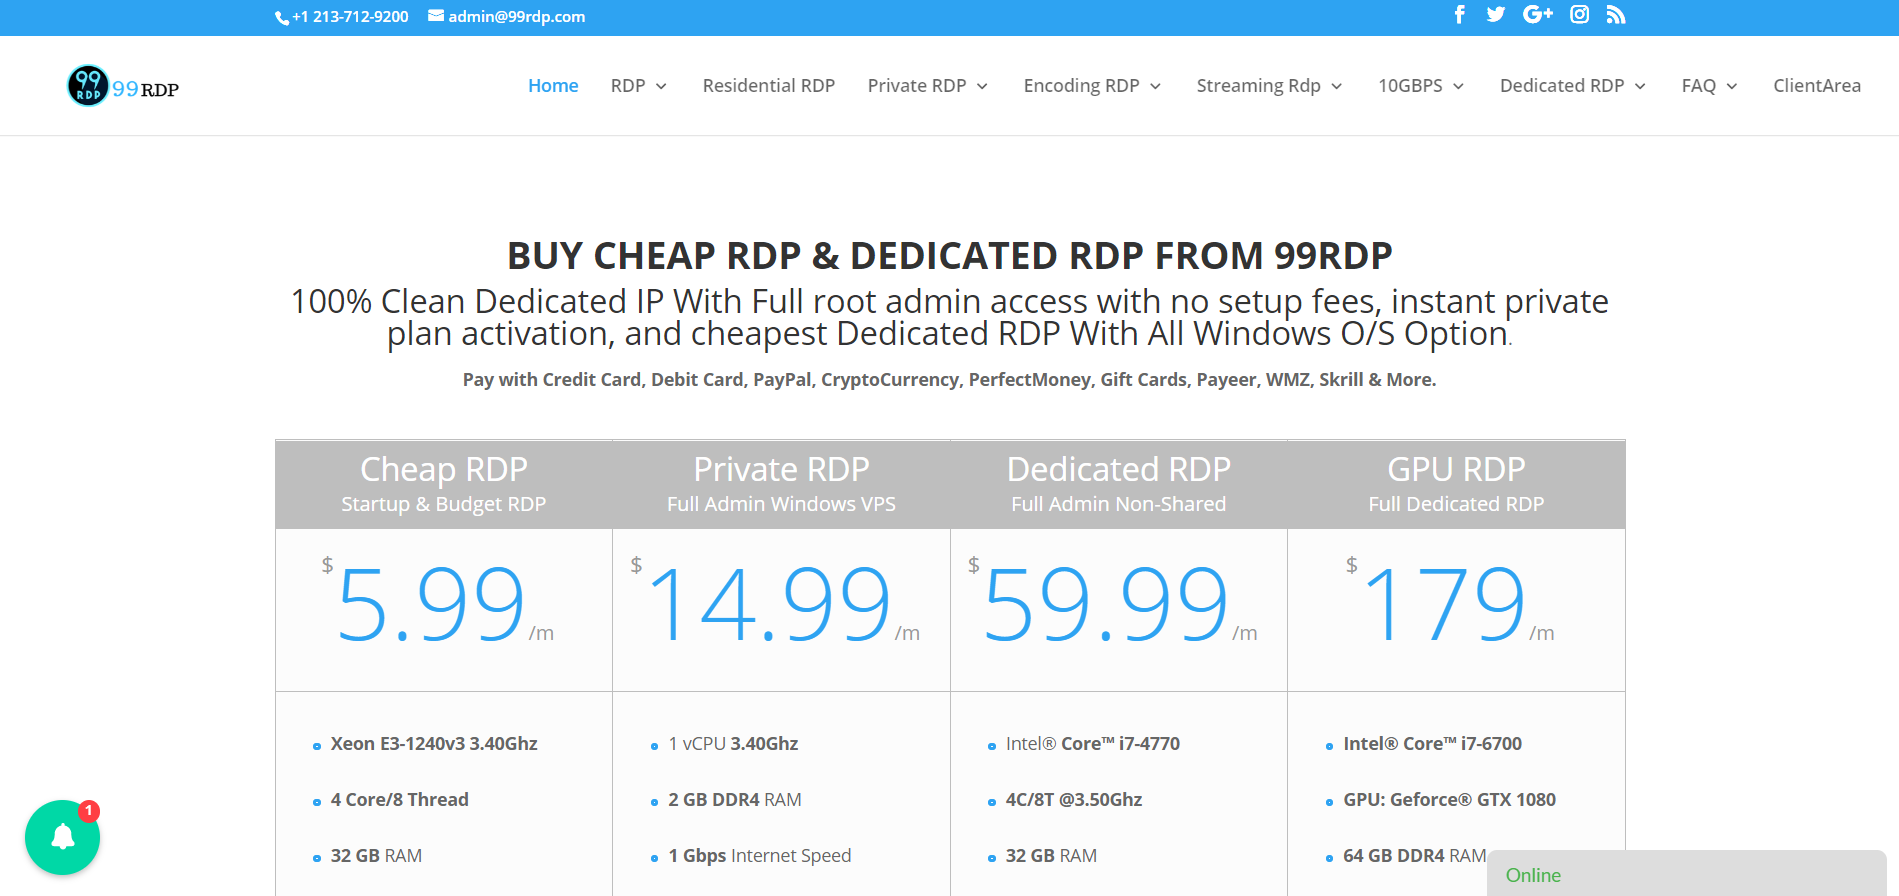 +1 213-712-9200 admin@99rdp.com
99 RDP 99 RDP
Home RDP Residential RDP Private RDP Encoding RDP Streaming Rdp 10GBPS Dedicated RDP FAQ ClientArea
BUY CHEAP RDP & DEDICATED RDP FROM 99RDP
100% Clean Dedicated IP With Full root admin access with no setup fees, instant private
plan activation, and cheapest Dedicated RDP With All Windows O/S Option.
Pay with Credit Card, Debit Card, PayPal, CryptoCurrency, PerfectMoney, Gift Cards, Payeer, WMZ, Skrill & More.
Cheap RDP
Startup & Budget RDP
$5.99/m
Xeon E3-1240v3 3.40Ghz
4 Core/8 Thread
32 GB RAM
Private RDP
Full Admin Windows VPS
$14.99/m
1 vCPU 3.40Ghz
2 GB DDR4 RAM
1 Gbps Internet Speed
Dedicated RDP
Full Admin Non-Shared
$59.99/m
Intel® Core™ i7-4770
4C/8T @3.50Ghz
32 GB RAM
GPU RDP
Full Dedicated RDP
$179/m
Intel® Core™ i7-6700
GPU: Geforce® GTX 1080
64 GB DDR4 RAM
1
Online